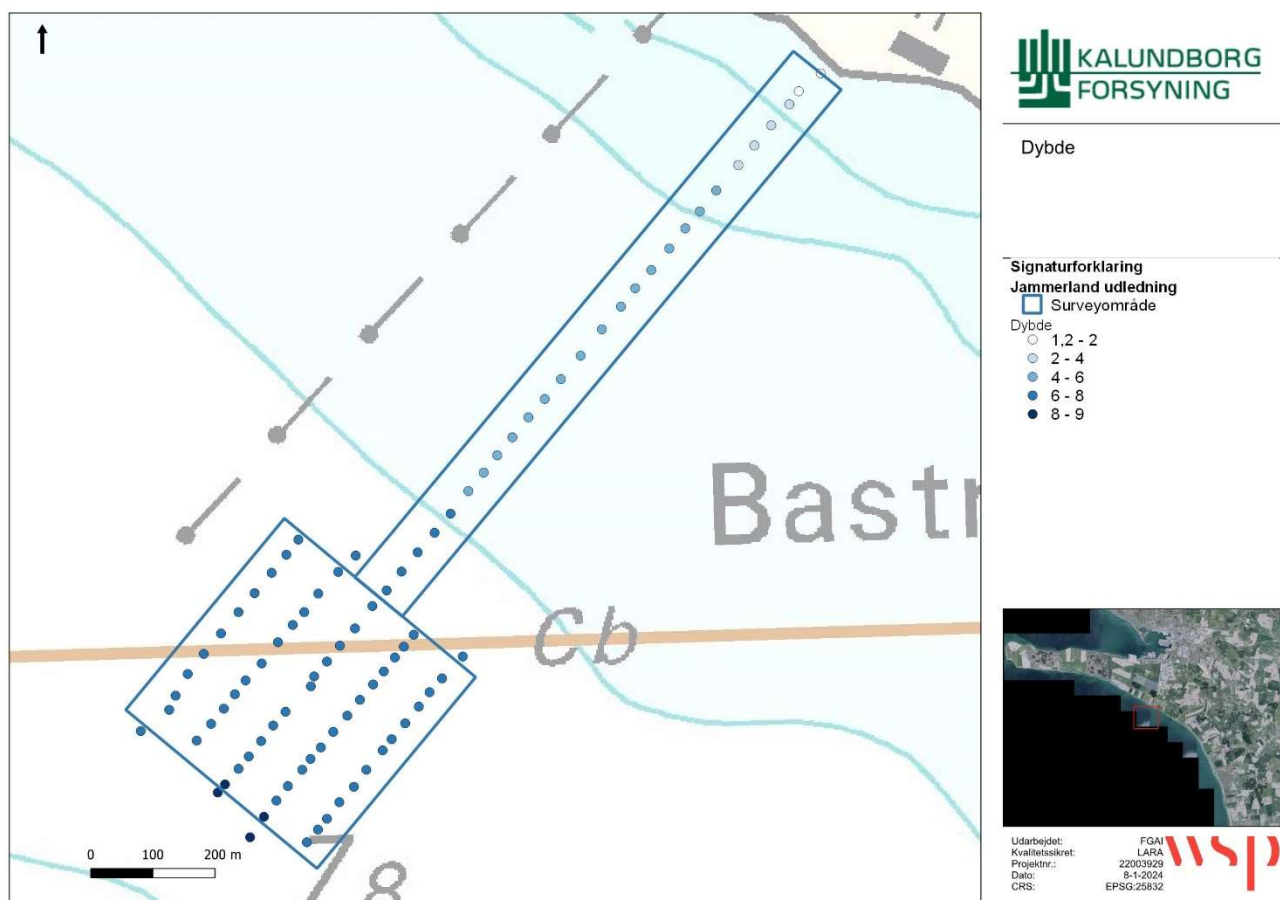 KALUNDBORG
FORSYNING
Dybde
Signaturforklaring
Jammerland udledning
Surveyområde
Dybde
1,2 - 2
2 - 4
4 - 6
6 - 8
8 - 9
Bastr
Cb
7
8
0 100 200 m
Udarbejdet: FGAI
Kvalitetssikret: LARA
Projektnr.: 22003929
Dato: 8-1-2024
CRS: EPSG:25832
wsp